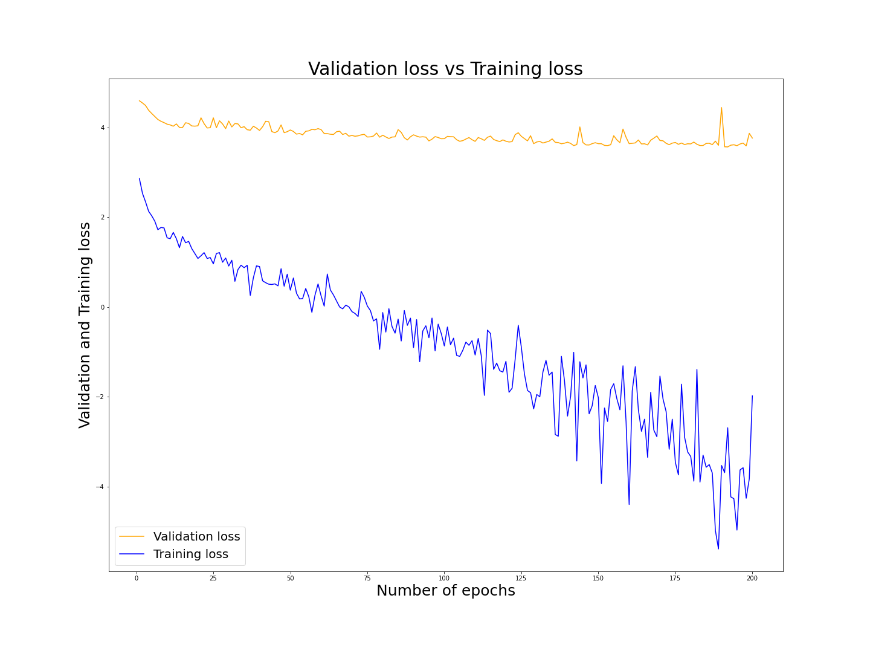 Validation loss vs Training loss
Validation and Training loss
4
2
0
−2
−4
Validation loss
Training loss
0 25 50 75 100 125 150 175 200
Number of epochs